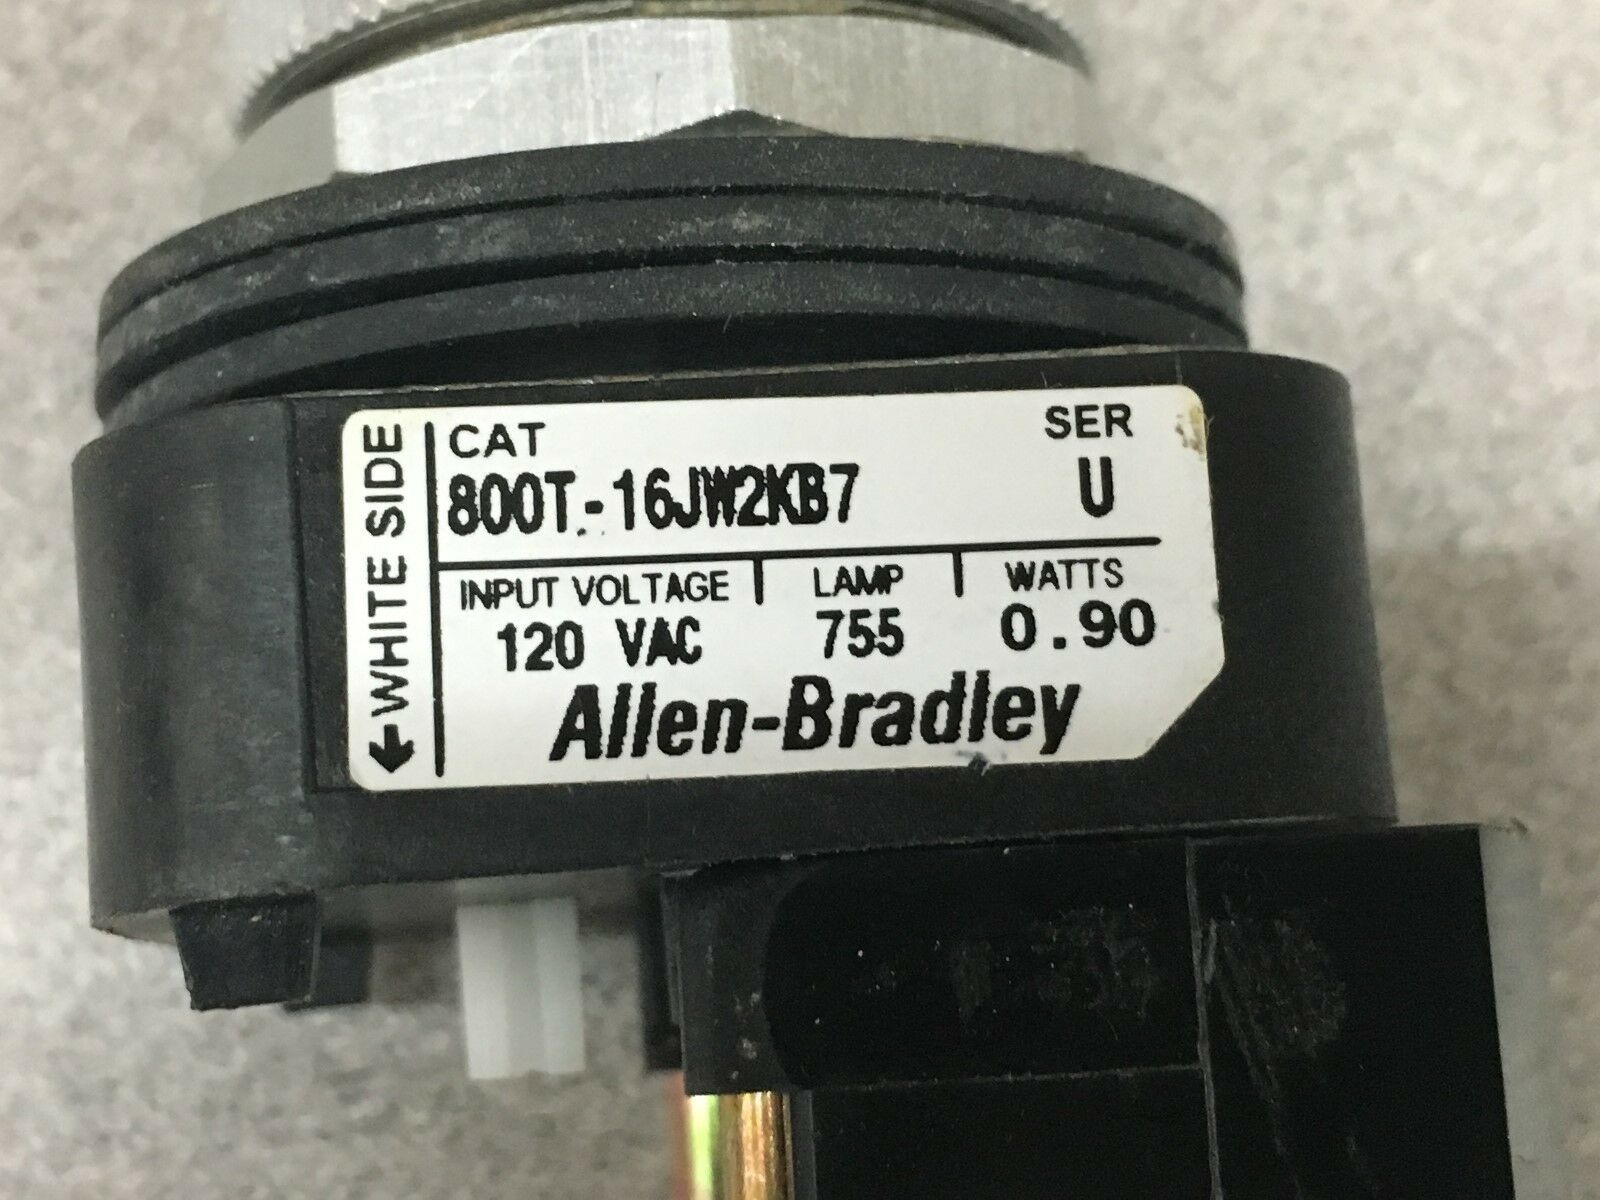 ←WHITE SIDE
CAT
SER
800T-16JW2KB7
U
INPUT VOLTAGE
LAMP
WATTS
120 VAC
755
0.90
Allen-Bradley